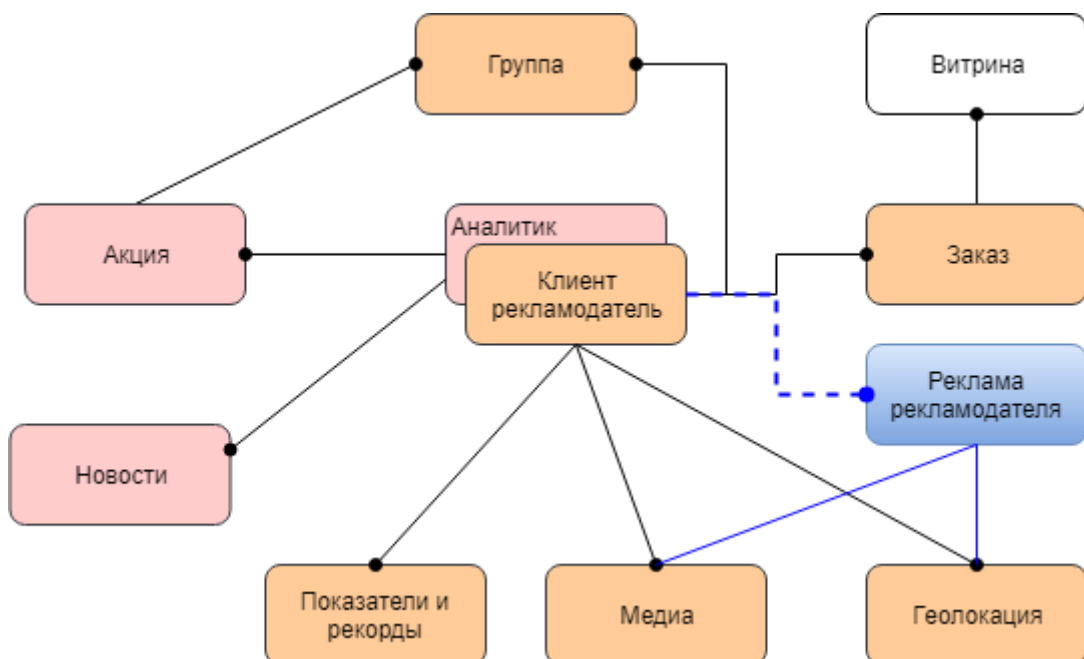 Группа
Витрина
Акция
Аналитик
Клиент
рекламодатель
Заказ
Реклама
рекламодателя
Новости
Показатели и
рекорды
Медиа
Геолокация